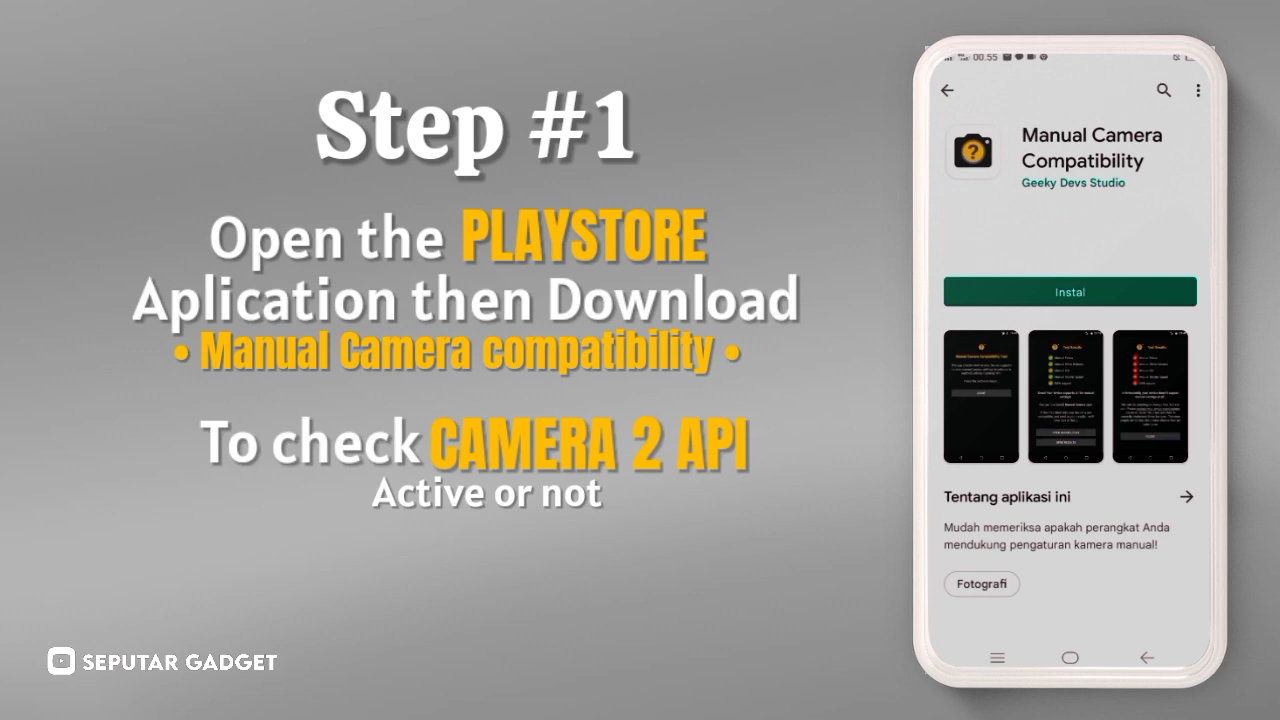 Step #1
Open the PLAYSTORE
Aplication then Download
• Manual Camera compatibility •
To check CAMERA 2 API
Active or not
SEPUTAR GADGET
00.55
Manual Camera
Compatibility
Geeky Devs Studio
Instal
Tentang aplikasi ini
Mudah memeriksa apakah perangkat Anda
mendukung pengaturan kamera manual!
Fotografi